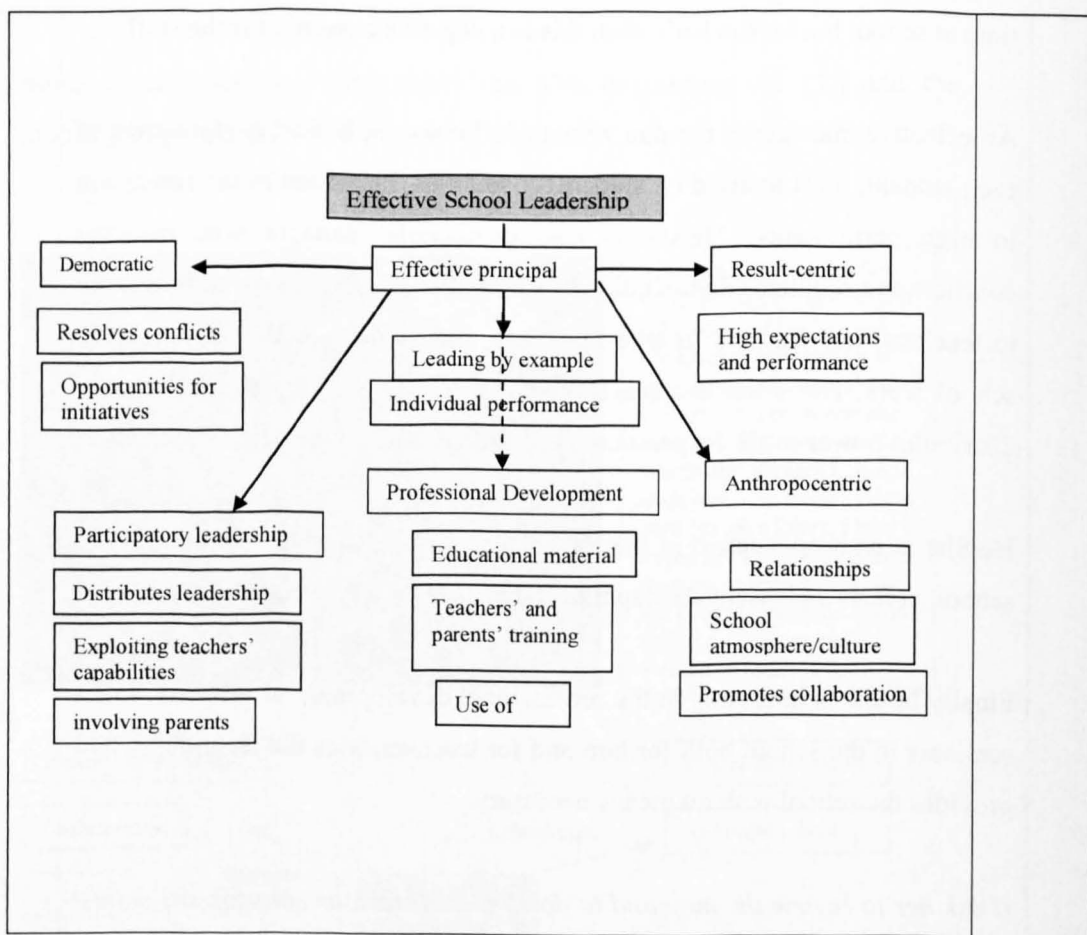 Effective School Leadership
Democratic
Effective principal
Result-centric
Resolves conflicts
Opportunities for
initiatives
Leading by example
Individual performance
High expectations
and performance
Professional Development
Anthropocentric
Participatory leadership
Distributes leadership
Exploiting teachers'
capabilities
involving parents
Educational material
Teachers' and
parents' training
Use of
Relationships
School
atmosphere/culture
Promotes collaboration